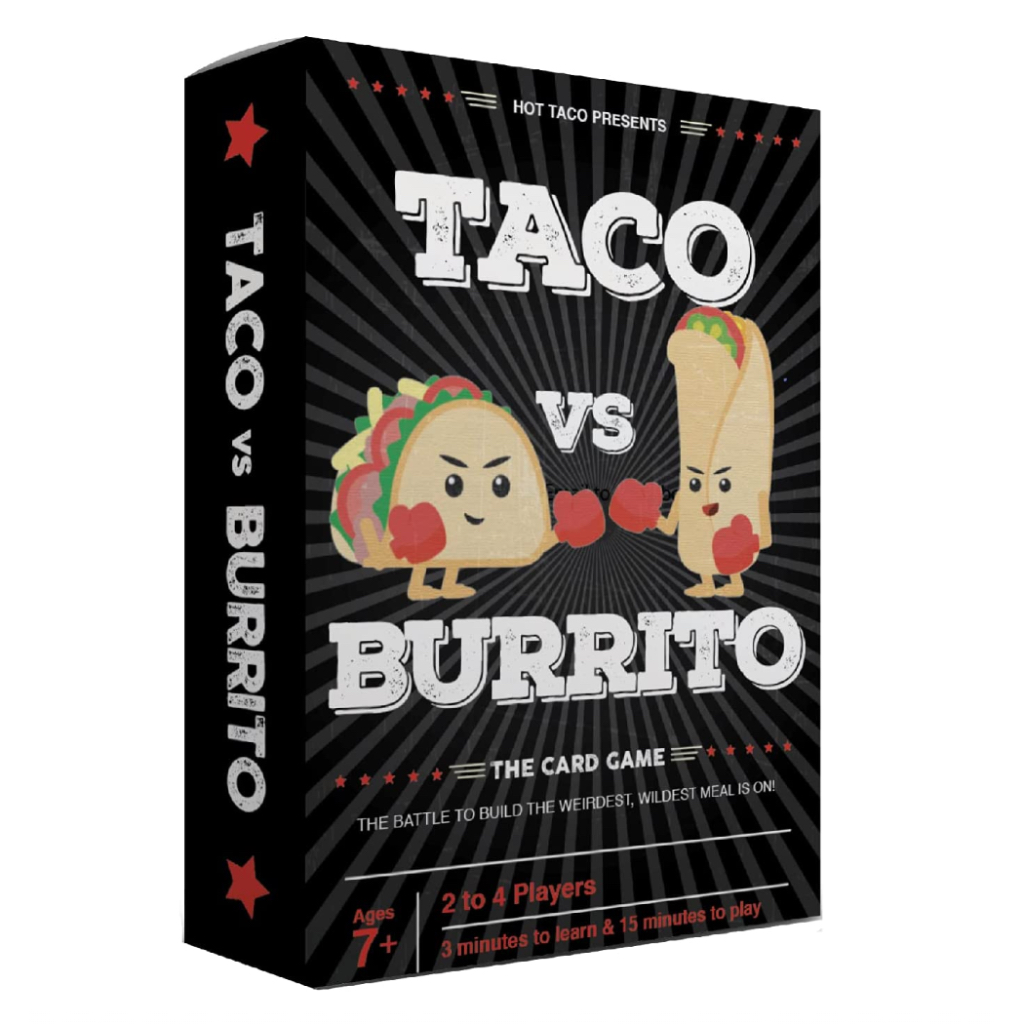 HOT TACO PRESENTS
TACO
VS
BURRITO
THE CARD GAME
THE BATTLE TO BUILD THE WEIRDEST, WILDEST MEAL IS ON!
Ages
7+
2 to 4 Players
3 minutes to learn & 15 minutes to play
TACO VS BURRITO